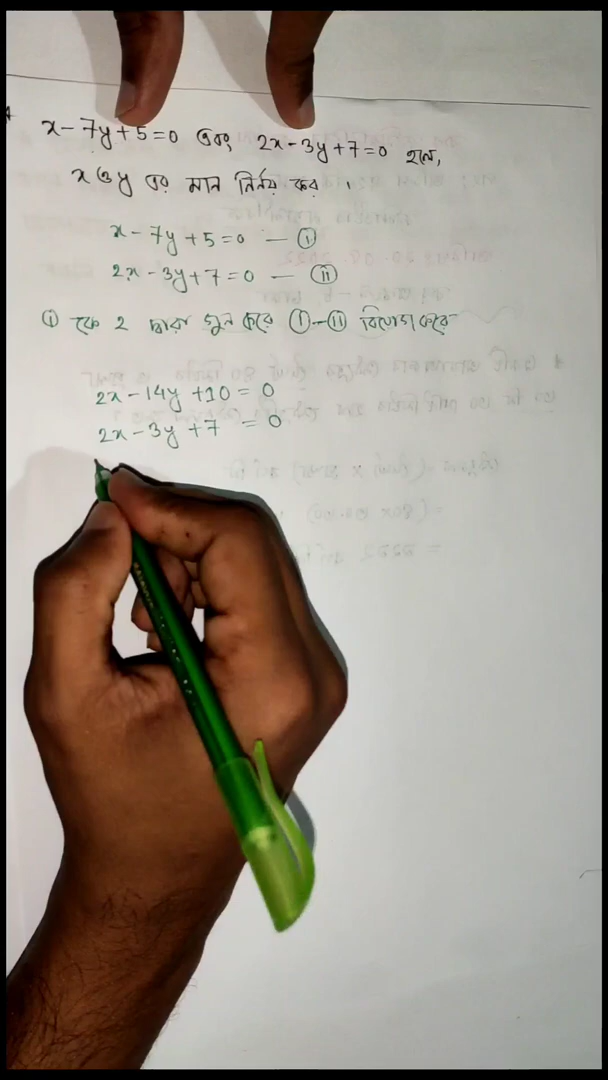 x - 7y + 5 = 0 এবং 2x - 3y + 7 = 0 হলে,
x ও y এর মান নির্নয় কর ।
x - 7y + 5 = 0 — (i)
2x - 3y + 7 = 0 — (ii)
(i) কে 2 দ্বারা গুন করে (i) - (ii) বিয়োগ করে
2x - 14y + 10 = 0
2x - 3y + 7 = 0